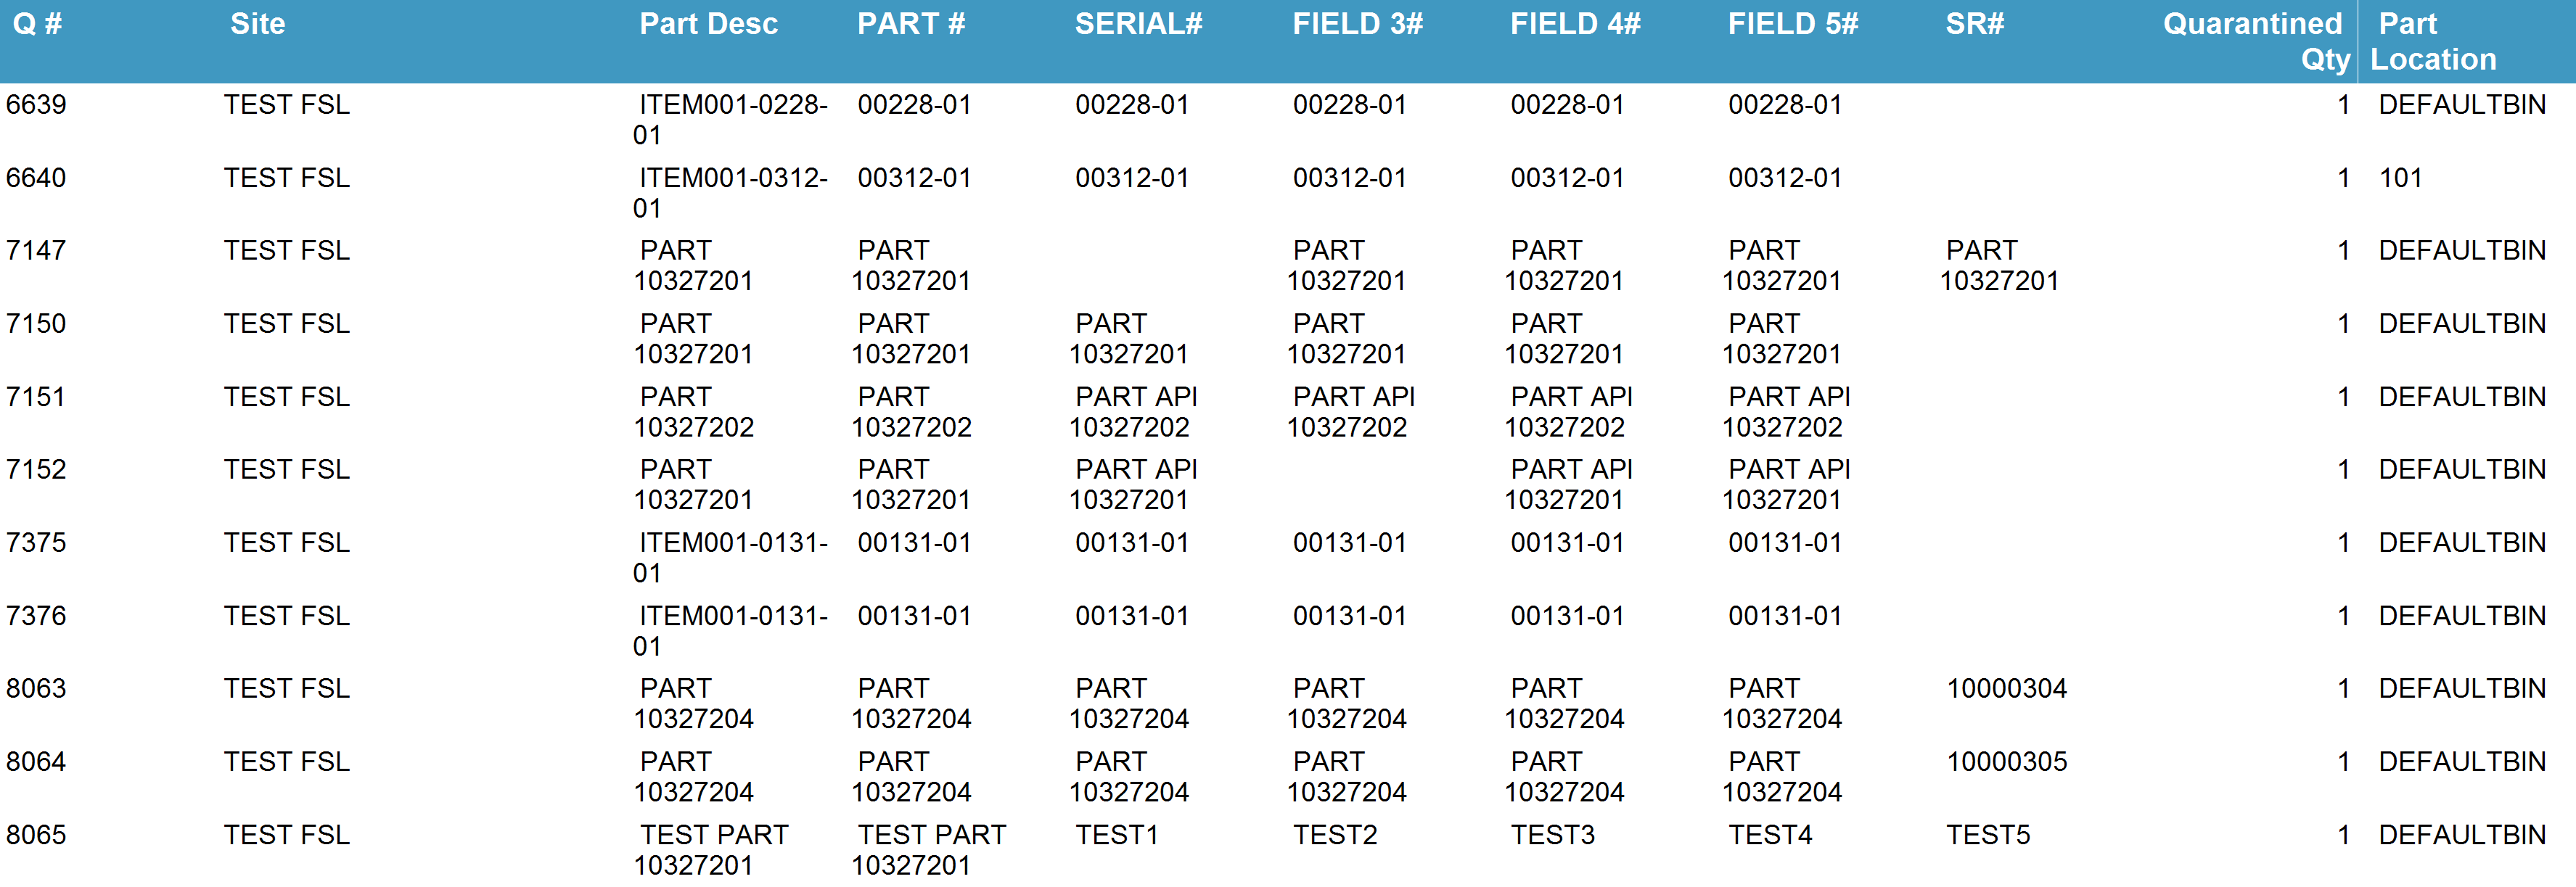 Q # Site Part Desc PART # SERIAL# FIELD 3# FIELD 4# FIELD 5# SR# Quarantined Part
Qty Location
6639 TEST FSL ITEM001-0228- 00228-01 00228-01 00228-01 00228-01 00228-01 1 DEFAULTBIN
01
6640 TEST FSL ITEM001-0312- 00312-01 00312-01 00312-01 00312-01 00312-01 1 101
01
7147 TEST FSL PART PART PART PART PART PART 1 DEFAULTBIN
10327201 10327201 10327201 10327201 10327201 10327201
7150 TEST FSL PART PART PART PART PART PART 1 DEFAULTBIN
10327201 10327201 10327201 10327201 10327201 10327201
7151 TEST FSL PART PART PART API PART API PART API PART API 1 DEFAULTBIN
10327202 10327202 10327202 10327202 10327202 10327202
7152 TEST FSL PART PART PART API PART API PART API 1 DEFAULTBIN
10327201 10327201 10327201 10327201 10327201
7375 TEST FSL ITEM001-0131- 00131-01 00131-01 00131-01 00131-01 00131-01 1 DEFAULTBIN
01
7376 TEST FSL ITEM001-0131- 00131-01 00131-01 00131-01 00131-01 00131-01 1 DEFAULTBIN
01
8063 TEST FSL PART PART PART PART PART PART 10000304 1 DEFAULTBIN
10327204 10327204 10327204 10327204 10327204 10327204
8064 TEST FSL PART PART PART PART PART PART 10000305 1 DEFAULTBIN
10327204 10327204 10327204 10327204 10327204 10327204
8065 TEST FSL TEST PART TEST PART TEST1 TEST2 TEST3 TEST4 TEST5 1 DEFAULTBIN
10327201 10327201